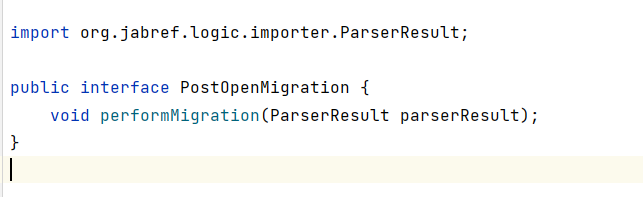 import org.jabref.logic.importer.ParserResult;
public interface PostOpenMigration {
    void performMigration(ParserResult parserResult);
}